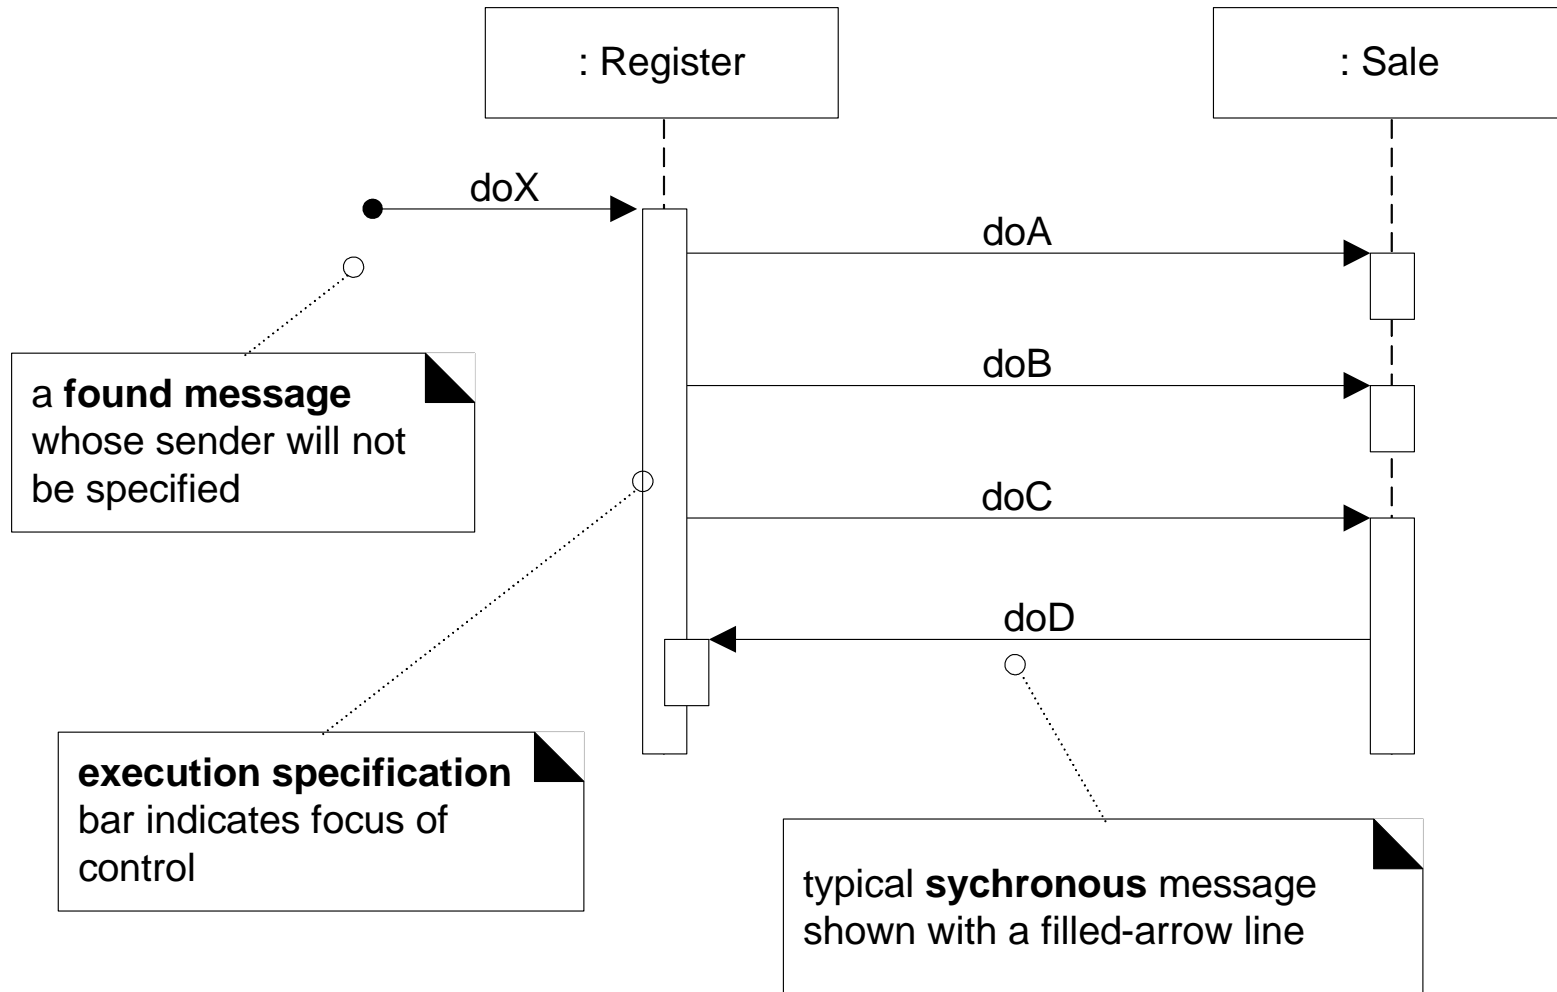 : Register
: Sale
doX
doA
doB
a found message
whose sender will not
be specified
doC
doD
execution specification
bar indicates focus of
control
typical sychronous message
shown with a filled-arrow line